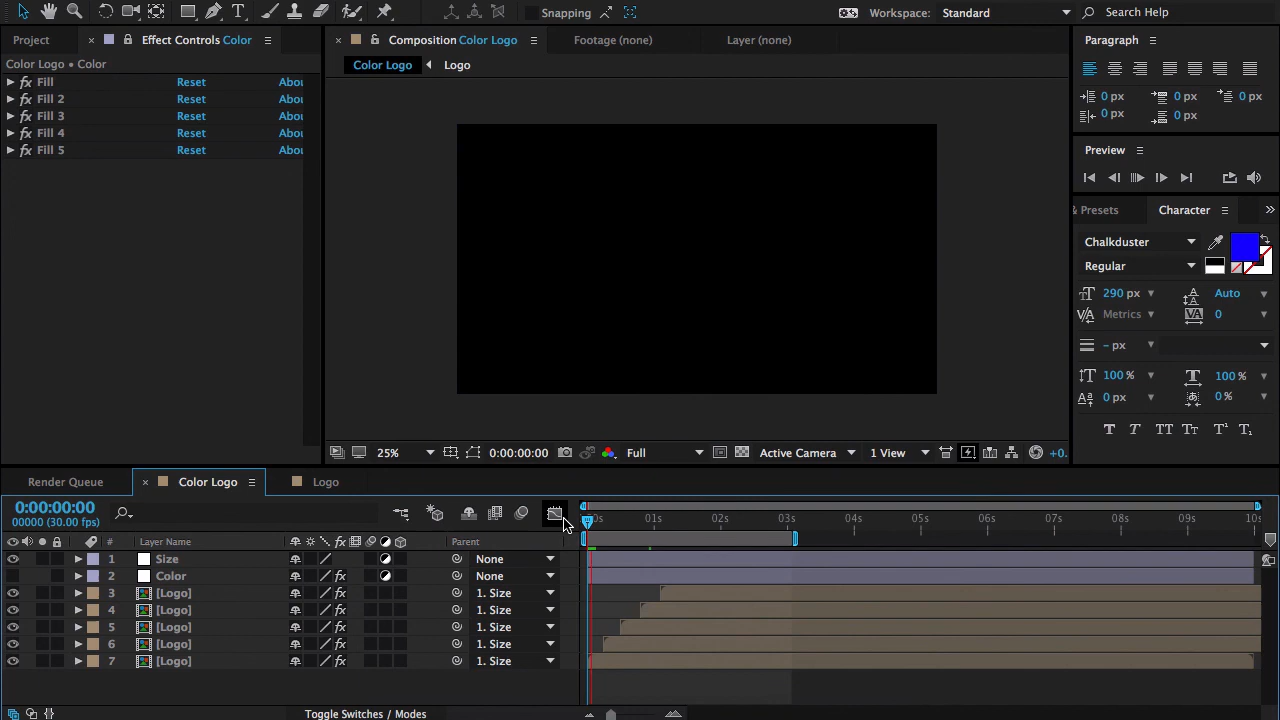 Snapping
Workspace: Standard
Search Help
Project
Effect Controls Color
Composition Color Logo
Footage (none)
Layer (none)
Paragraph
Color Logo • Color
Color Logo
Logo
fx Fill Reset Abou
fx Fill 2 Reset Abou
fx Fill 3 Reset Abou
fx Fill 4 Reset Abou
fx Fill 5 Reset Abou
0 px 0 px 0 px
0 px 0 px
Preview
& Presets
Character
Chalkduster
Regular
290 px Auto
Metrics 0
– px
100 % 100 %
0 px 0 %
T T TT Tt T¹ T₁
25%
0:00:00:00
Full
Active Camera
1 View
+0.
Render Queue
Color Logo
Logo
0:00:00:00
00000 (30.00 fps)
00s 01s 02s 03s 04s 05s 06s 07s 08s 09s 10s
# Layer Name fx Parent
1 Size None
2 Color fx None
3 [Logo] fx 1. Size
4 [Logo] fx 1. Size
5 [Logo] fx 1. Size
6 [Logo] fx 1. Size
7 [Logo] fx 1. Size
Toggle Switches / Modes